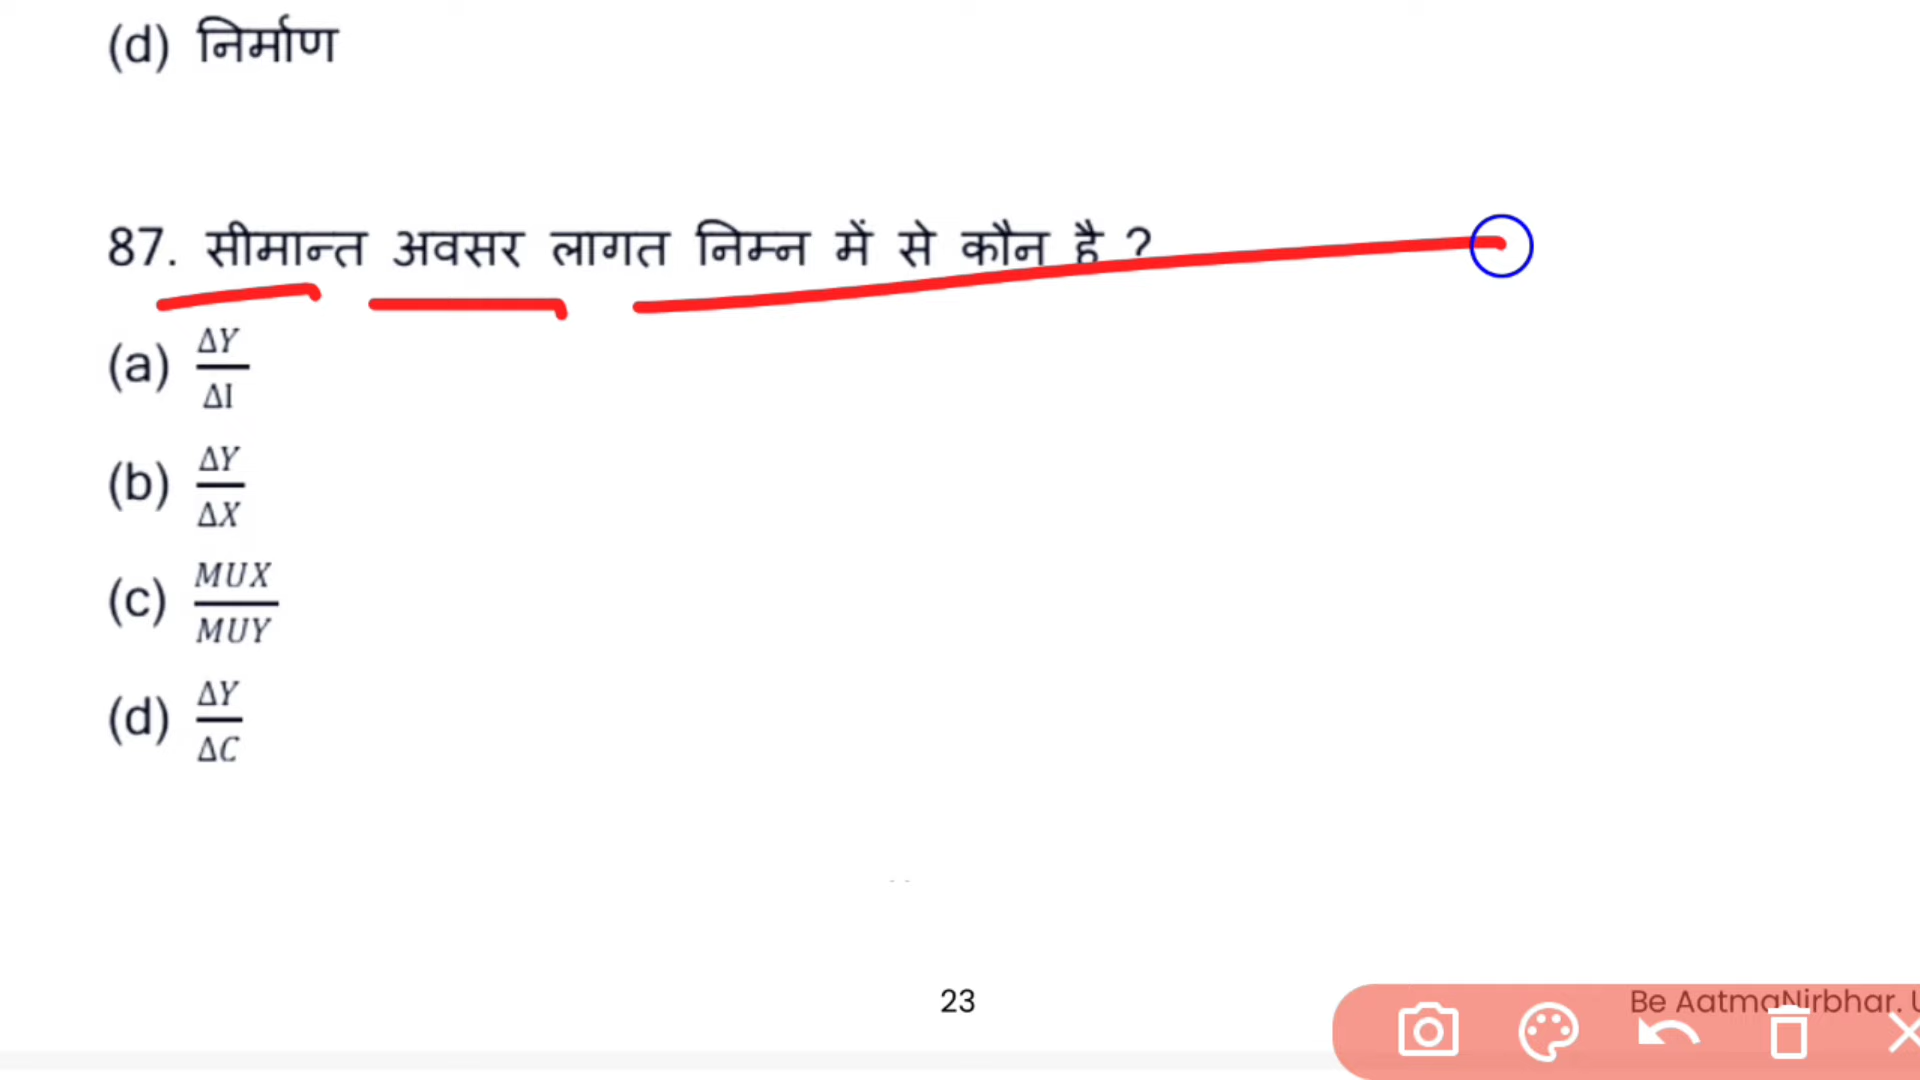 (d) निर्माण
87. सीमान्त अवसर लागत निम्न में से कौन है ?
(a) ΔY/ΔI
(b) ΔY/ΔX
(c) MUX/MUY
(d) ΔY/ΔC
23
Be AatmaNirbhar.